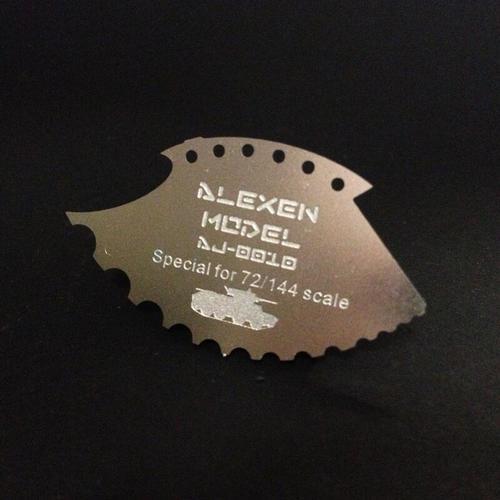 ALEXEN
MODEL
AJ-0010
Special for 72/144 scale